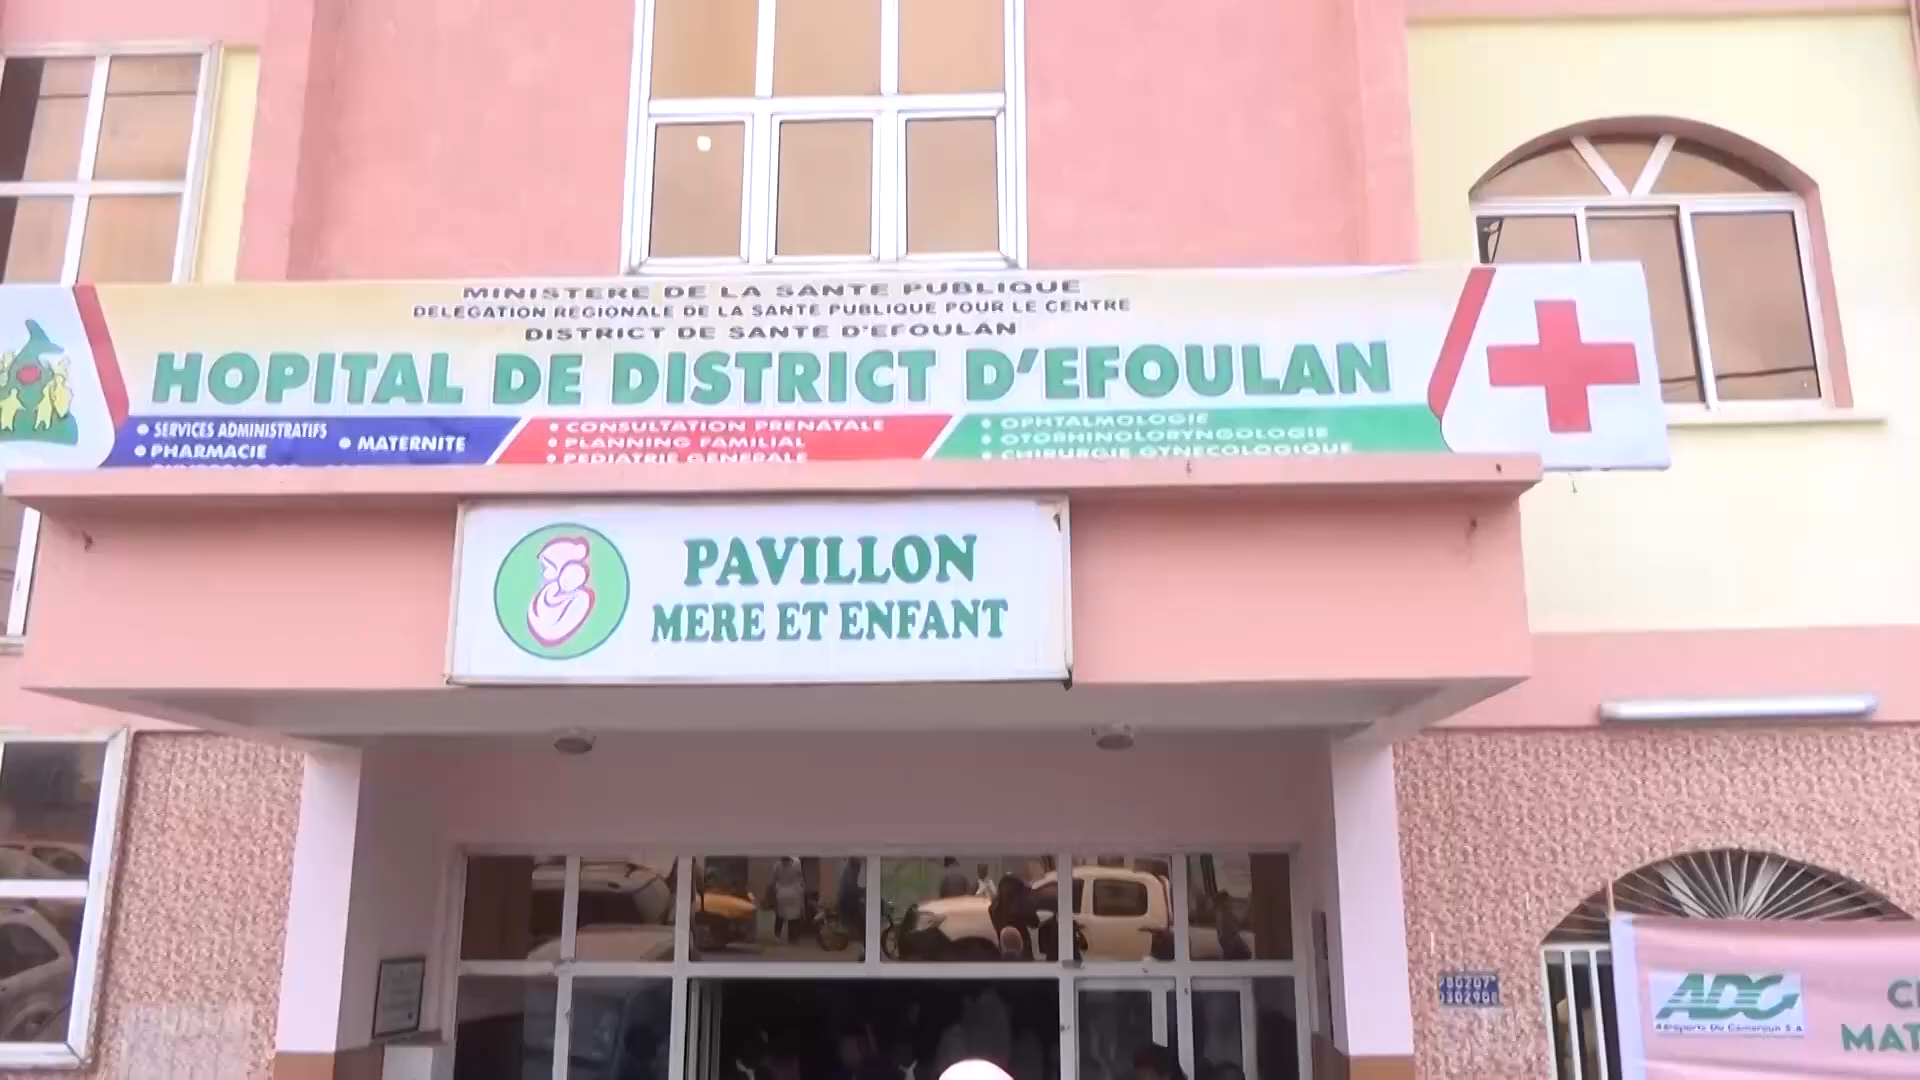 MINISTERE DE LA SANTE PUBLIQUE
DELEGATION REGIONALE DE LA SANTE PUBLIQUE POUR LE CENTRE
DISTRICT DE SANTE D'EFOULAN
HOPITAL DE DISTRICT D'EFOULAN
• SERVICES ADMINISTRATIFS
• PHARMACIE
• MATERNITE
• CONSULTATION PRENATALE
• PLANNING FAMILIAL
• PEDIATRIE GENERALE
• OPHTALMOLOGIE
• OTORHINOLORYNGOLOGIE
• CHIRURGIE GYNECOLOGIQUE
PAVILLON
MERE ET ENFANT
ADC
Aéroports Du Cameroun S.A
MAT